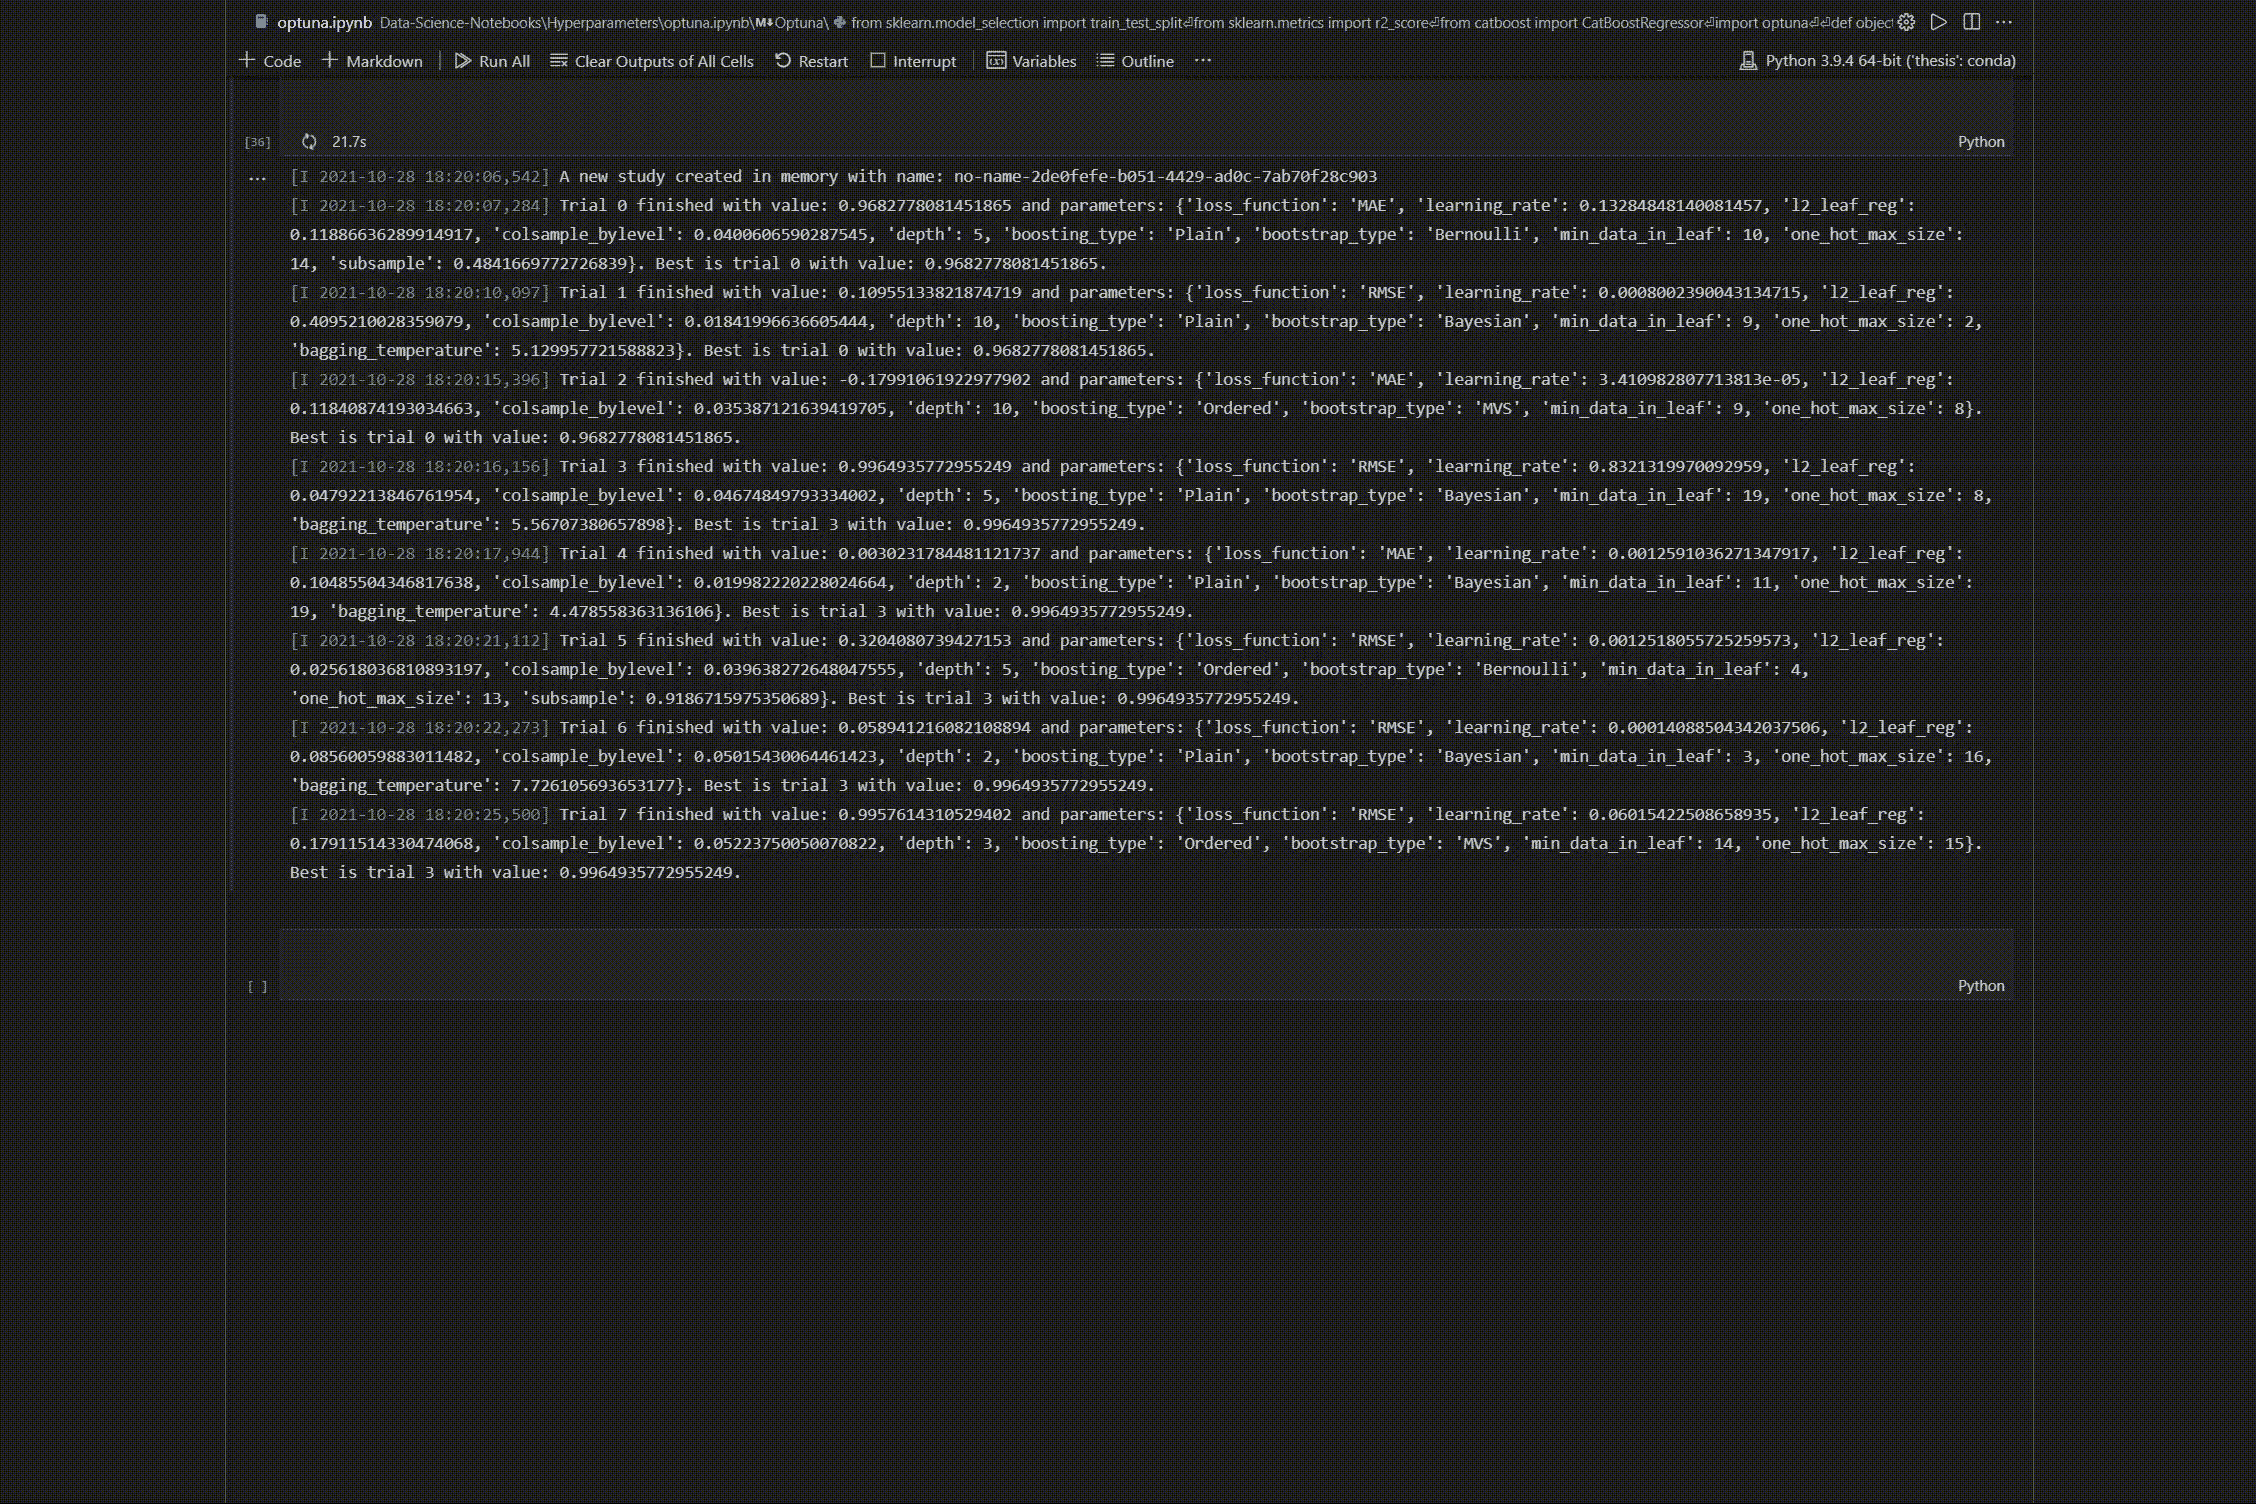 optuna.ipynb Data-Science-Notebooks\Hyperparameters\optuna.ipynb\M↓Optuna\ from sklearn.model_selection import train_test_split⏎from sklearn.metrics import r2_score⏎from catboost import CatBoostRegressor⏎import optuna⏎⏎def objec
+ Code + Markdown | Run All Clear Outputs of All Cells Restart Interrupt | Variables Outline ··· Python 3.9.4 64-bit ('thesis': conda)
[36] 21.7s Python
[I 2021-10-28 18:20:06,542] A new study created in memory with name: no-name-2de0fefe-b051-4429-ad0c-7ab70f28c903
[I 2021-10-28 18:20:07,284] Trial 0 finished with value: 0.9682778081451865 and parameters: {'loss_function': 'MAE', 'learning_rate': 0.13284848140081457, 'l2_leaf_reg':
0.11886636289914917, 'colsample_bylevel': 0.0400606590287545, 'depth': 5, 'boosting_type': 'Plain', 'bootstrap_type': 'Bernoulli', 'min_data_in_leaf': 10, 'one_hot_max_size':
14, 'subsample': 0.4841669772726839}. Best is trial 0 with value: 0.9682778081451865.
[I 2021-10-28 18:20:10,097] Trial 1 finished with value: 0.10955133821874719 and parameters: {'loss_function': 'RMSE', 'learning_rate': 0.0008002390043134715, 'l2_leaf_reg':
0.4095210028359079, 'colsample_bylevel': 0.01841996636605444, 'depth': 10, 'boosting_type': 'Plain', 'bootstrap_type': 'Bayesian', 'min_data_in_leaf': 9, 'one_hot_max_size': 2,
'bagging_temperature': 5.129957721588823}. Best is trial 0 with value: 0.9682778081451865.
[I 2021-10-28 18:20:15,396] Trial 2 finished with value: -0.17991061922977902 and parameters: {'loss_function': 'MAE', 'learning_rate': 3.410982807713813e-05, 'l2_leaf_reg':
0.11840874193034663, 'colsample_bylevel': 0.035387121639419705, 'depth': 10, 'boosting_type': 'Ordered', 'bootstrap_type': 'MVS', 'min_data_in_leaf': 9, 'one_hot_max_size': 8}.
Best is trial 0 with value: 0.9682778081451865.
[I 2021-10-28 18:20:16,156] Trial 3 finished with value: 0.9964935772955249 and parameters: {'loss_function': 'RMSE', 'learning_rate': 0.8321319970092959, 'l2_leaf_reg':
0.04792213846761954, 'colsample_bylevel': 0.04674849793334002, 'depth': 5, 'boosting_type': 'Plain', 'bootstrap_type': 'Bayesian', 'min_data_in_leaf': 19, 'one_hot_max_size': 8,
'bagging_temperature': 5.56707380657898}. Best is trial 3 with value: 0.9964935772955249.
[I 2021-10-28 18:20:17,944] Trial 4 finished with value: 0.0030231784481121737 and parameters: {'loss_function': 'MAE', 'learning_rate': 0.0012591036271347917, 'l2_leaf_reg':
0.10485504346817638, 'colsample_bylevel': 0.019982220228024664, 'depth': 2, 'boosting_type': 'Plain', 'bootstrap_type': 'Bayesian', 'min_data_in_leaf': 11, 'one_hot_max_size':
19, 'bagging_temperature': 4.478558363136106}. Best is trial 3 with value: 0.9964935772955249.
[I 2021-10-28 18:20:21,112] Trial 5 finished with value: 0.3204080739427153 and parameters: {'loss_function': 'RMSE', 'learning_rate': 0.0012518055725259573, 'l2_leaf_reg':
0.025618036810893197, 'colsample_bylevel': 0.039638272648047555, 'depth': 5, 'boosting_type': 'Ordered', 'bootstrap_type': 'Bernoulli', 'min_data_in_leaf': 4,
'one_hot_max_size': 13, 'subsample': 0.9186715975350689}. Best is trial 3 with value: 0.9964935772955249.
[I 2021-10-28 18:20:22,273] Trial 6 finished with value: 0.058941216082108894 and parameters: {'loss_function': 'RMSE', 'learning_rate': 0.00014088504342037506, 'l2_leaf_reg':
0.08560059883011482, 'colsample_bylevel': 0.05015430064461423, 'depth': 2, 'boosting_type': 'Plain', 'bootstrap_type': 'Bayesian', 'min_data_in_leaf': 3, 'one_hot_max_size': 16,
'bagging_temperature': 7.726105693653177}. Best is trial 3 with value: 0.9964935772955249.
[I 2021-10-28 18:20:25,500] Trial 7 finished with value: 0.9957614310529402 and parameters: {'loss_function': 'RMSE', 'learning_rate': 0.06015422508658935, 'l2_leaf_reg':
0.17911514330474068, 'colsample_bylevel': 0.05223750050070822, 'depth': 3, 'boosting_type': 'Ordered', 'bootstrap_type': 'MVS', 'min_data_in_leaf': 14, 'one_hot_max_size': 15}.
Best is trial 3 with value: 0.9964935772955249.
[ ] Python